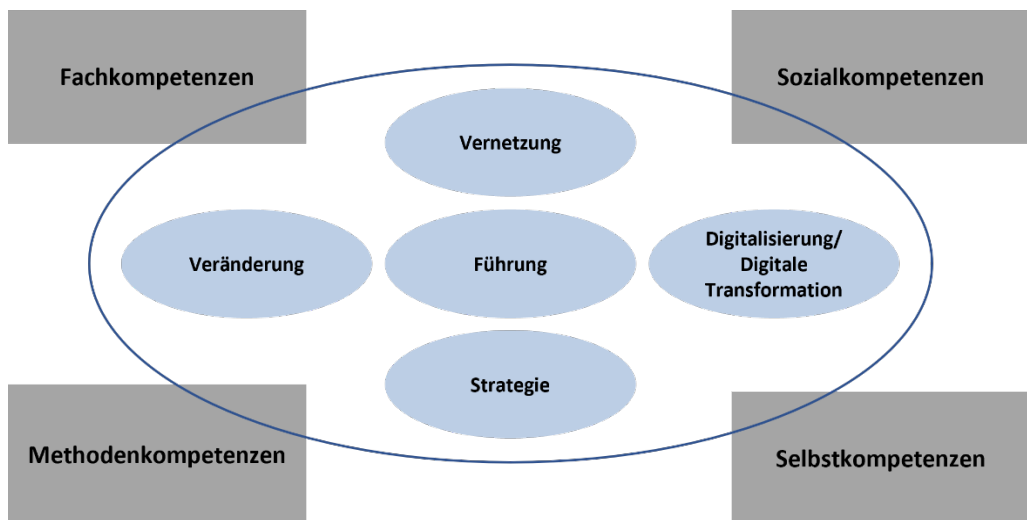 Fachkompetenzen
Sozialkompetenzen
Vernetzung
Veränderung
Führung
Digitalisierung/
Digitale
Transformation
Strategie
Methodenkompetenzen
Selbstkompetenzen